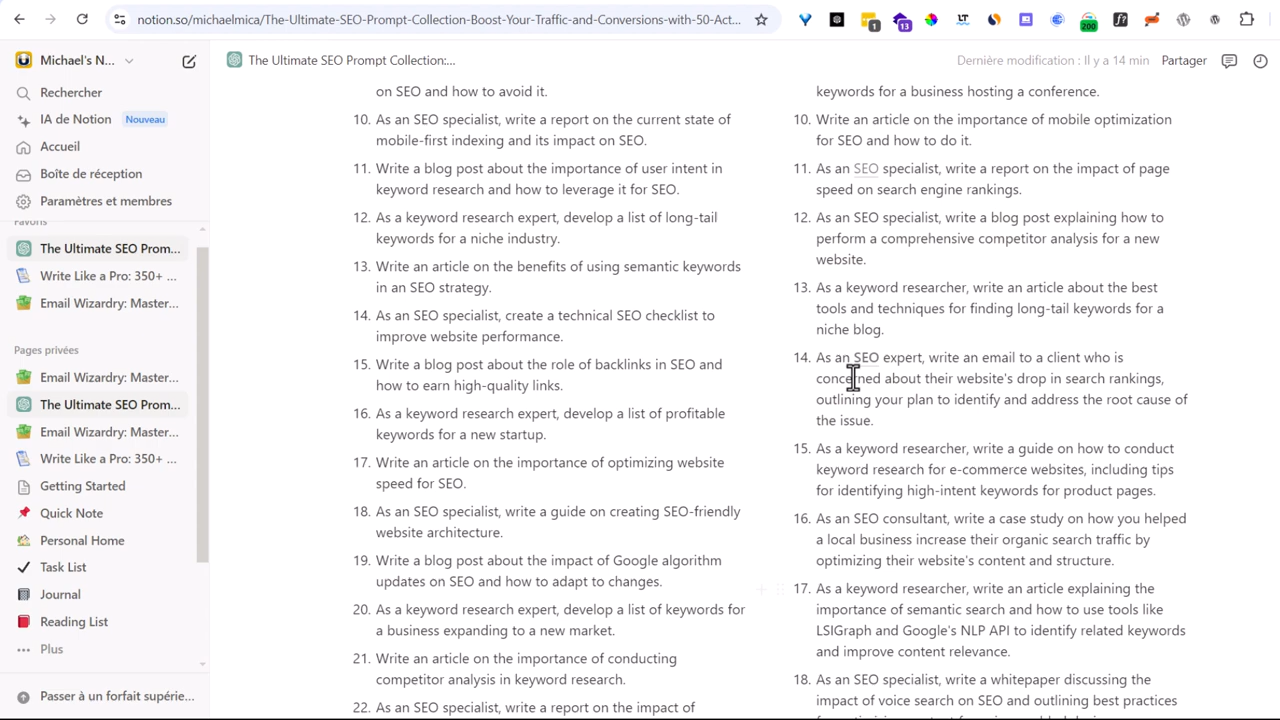 notion.so/michaelmica/The-Ultimate-SEO-Prompt-Collection-Boost-Your-Traffic-and-Conversions-with-50-Act...
1
13
LT
200
Michael's N...
The Ultimate SEO Prompt Collection:...
Dernière modification : Il y a 14 min
Partager
Rechercher
IA de Notion
Nouveau
Accueil
Boîte de réception
Paramètres et membres
Favoris
The Ultimate SEO Prom...
Write Like a Pro: 350+ ...
Email Wizardry: Master...
Pages privées
Email Wizardry: Master...
The Ultimate SEO Prom...
Email Wizardry: Master...
Write Like a Pro: 350+ ...
Getting Started
Quick Note
Personal Home
Task List
Journal
Reading List
Plus
Passer à un forfait supérie...
on SEO and how to avoid it.
10. As an SEO specialist, write a report on the current state of
mobile-first indexing and its impact on SEO.
11. Write a blog post about the importance of user intent in
keyword research and how to leverage it for SEO.
12. As a keyword research expert, develop a list of long-tail
keywords for a niche industry.
13. Write an article on the benefits of using semantic keywords
in an SEO strategy.
14. As an SEO specialist, create a technical SEO checklist to
improve website performance.
15. Write a blog post about the role of backlinks in SEO and
how to earn high-quality links.
16. As a keyword research expert, develop a list of profitable
keywords for a new startup.
17. Write an article on the importance of optimizing website
speed for SEO.
18. As an SEO specialist, write a guide on creating SEO-friendly
website architecture.
19. Write a blog post about the impact of Google algorithm
updates on SEO and how to adapt to changes.
20. As a keyword research expert, develop a list of keywords for
a business expanding to a new market.
21. Write an article on the importance of conducting
competitor analysis in keyword research.
22. As an SEO specialist, write a report on the impact of
keywords for a business hosting a conference.
10. Write an article on the importance of mobile optimization
for SEO and how to do it.
11. As an SEO specialist, write a report on the impact of page
speed on search engine rankings.
12. As an SEO specialist, write a blog post explaining how to
perform a comprehensive competitor analysis for a new
website.
13. As a keyword researcher, write an article about the best
tools and techniques for finding long-tail keywords for a
niche blog.
14. As an SEO expert, write an email to a client who is
concerned about their website's drop in search rankings,
outlining your plan to identify and address the root cause of
the issue.
15. As a keyword researcher, write a guide on how to conduct
keyword research for e-commerce websites, including tips
for identifying high-intent keywords for product pages.
16. As an SEO consultant, write a case study on how you helped
a local business increase their organic search traffic by
optimizing their website's content and structure.
17. As a keyword researcher, write an article explaining the
importance of semantic search and how to use tools like
LSIGraph and Google's NLP API to identify related keywords
and improve content relevance.
18. As an SEO specialist, write a whitepaper discussing the
impact of voice search on SEO and outlining best practices